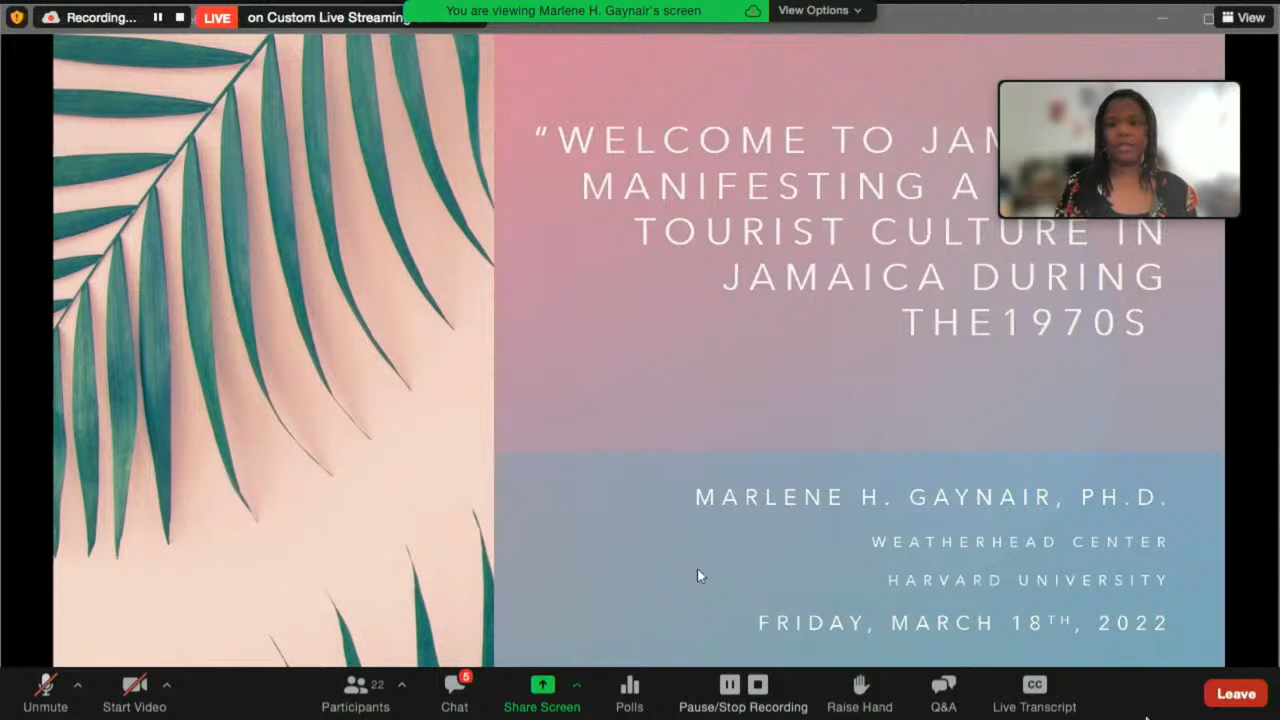 Recording...
LIVE
on Custom Live Streaming
You are viewing Marlene H. Gaynair's screen
View Options
View
"WELCOME TO
MANIFESTING A
TOURIST CULTURE IN
JAMAICA DURING
THE1970S
MARLENE H. GAYNAIR, PH.D.
WEATHERHEAD CENTER
HARVARD UNIVERSITY
FRIDAY, MARCH 18TH, 2022
Unmute
Start Video
22
Participants
5
Chat
Share Screen
Polls
Pause/Stop Recording
Raise Hand
Q&A
CC
Live Transcript
Leave